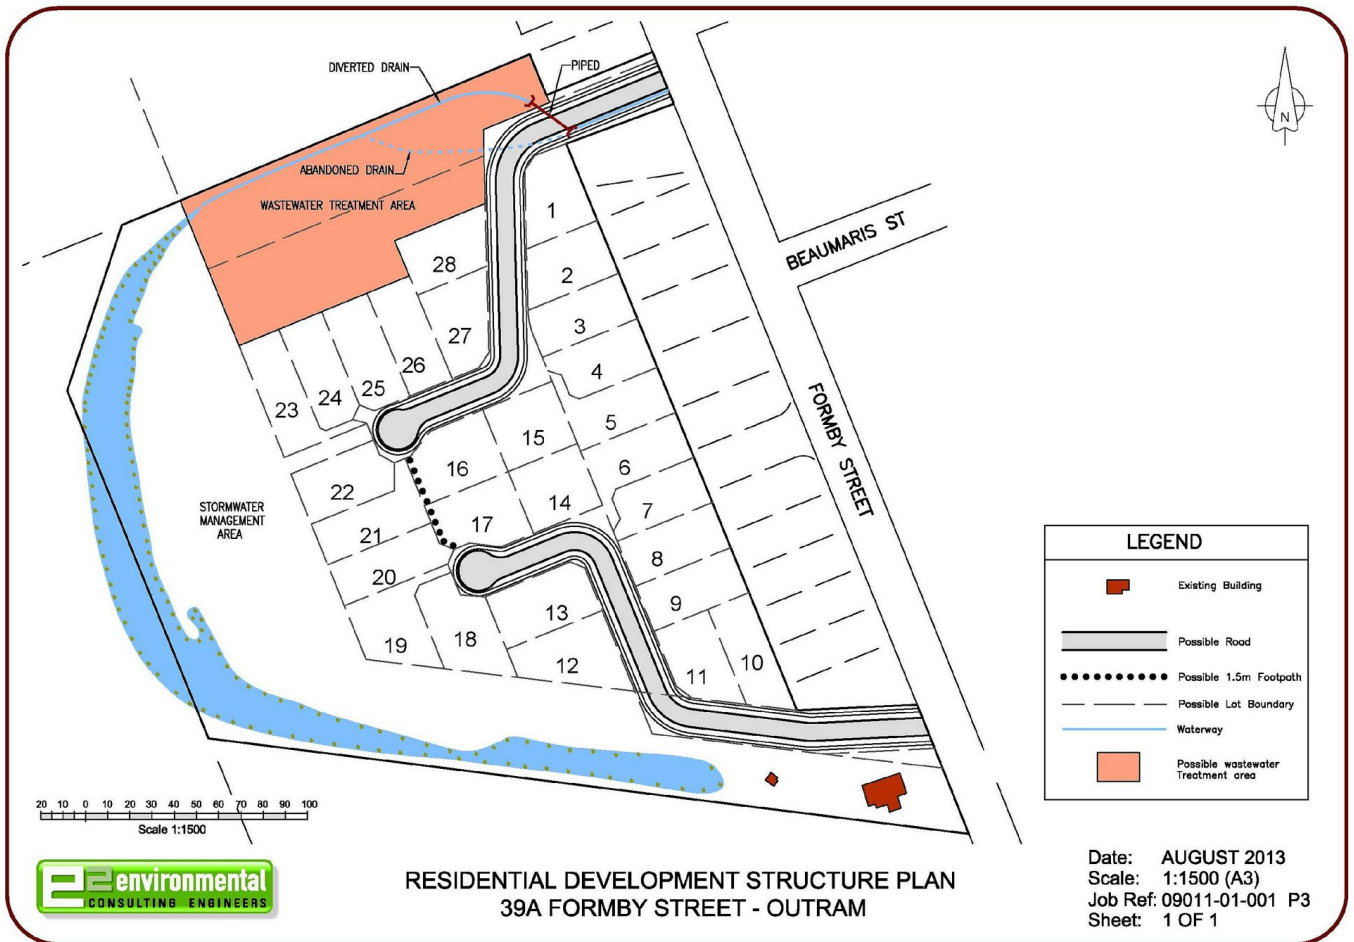 DIVERTED DRAIN
PIPED
N
ABANDONED DRAIN
WASTEWATER TREATMENT AREA
BEAUMARIS ST
FORMBY STREET
1
2
3
4
5
6
7
8
9
10
11
12
13
14
15
16
17
18
19
20
21
22
23
24
25
26
27
28
STORMWATER
MANAGEMENT
AREA
LEGEND
Existing Building
Possible Road
Possible 1.5m Footpath
Possible Lot Boundary
Waterway
Possible wastewater
Treatment area
20 10 0 10 20 30 40 50 60 70 80 90 100
Scale 1:1500
e2 environmental
CONSULTING ENGINEERS
RESIDENTIAL DEVELOPMENT STRUCTURE PLAN
39A FORMBY STREET - OUTRAM
Date: AUGUST 2013
Scale: 1:1500 (A3)
Job Ref: 09011-01-001 P3
Sheet: 1 OF 1